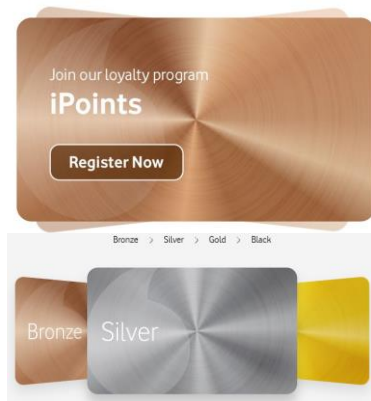 Join our loyalty program
iPoints
Register Now
Bronze > Silver > Gold > Black
Bronze
Silver